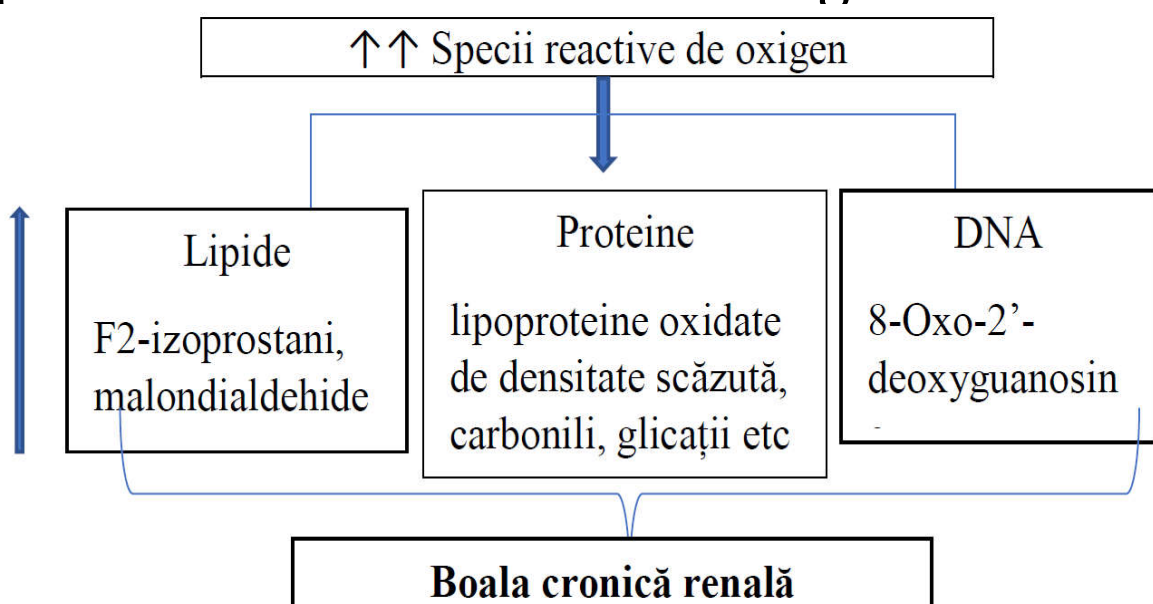 ↑↑ Specii reactive de oxigen
Lipide
F2-izoprostani,
malondialdehide
Proteine
lipoproteine oxidate
de densitate scăzută,
carbonili, glicații etc
DNA
8-Oxo-2’-
deoxyguanosin
Boala cronică renală